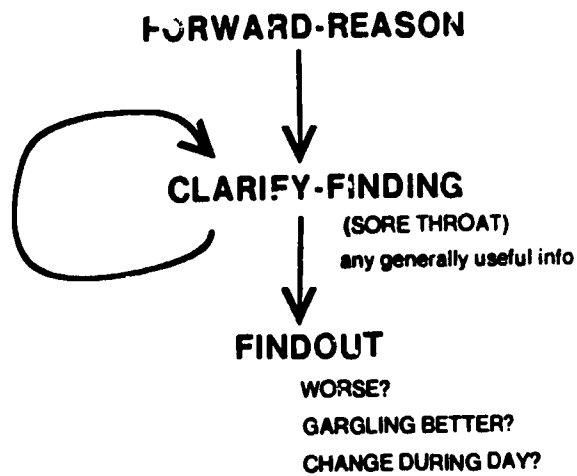 FORWARD-REASON
CLARIFY-FINDING
(SORE THROAT)
any generally useful info
FINDOUT
WORSE?
GARGLING BETTER?
CHANGE DURING DAY?